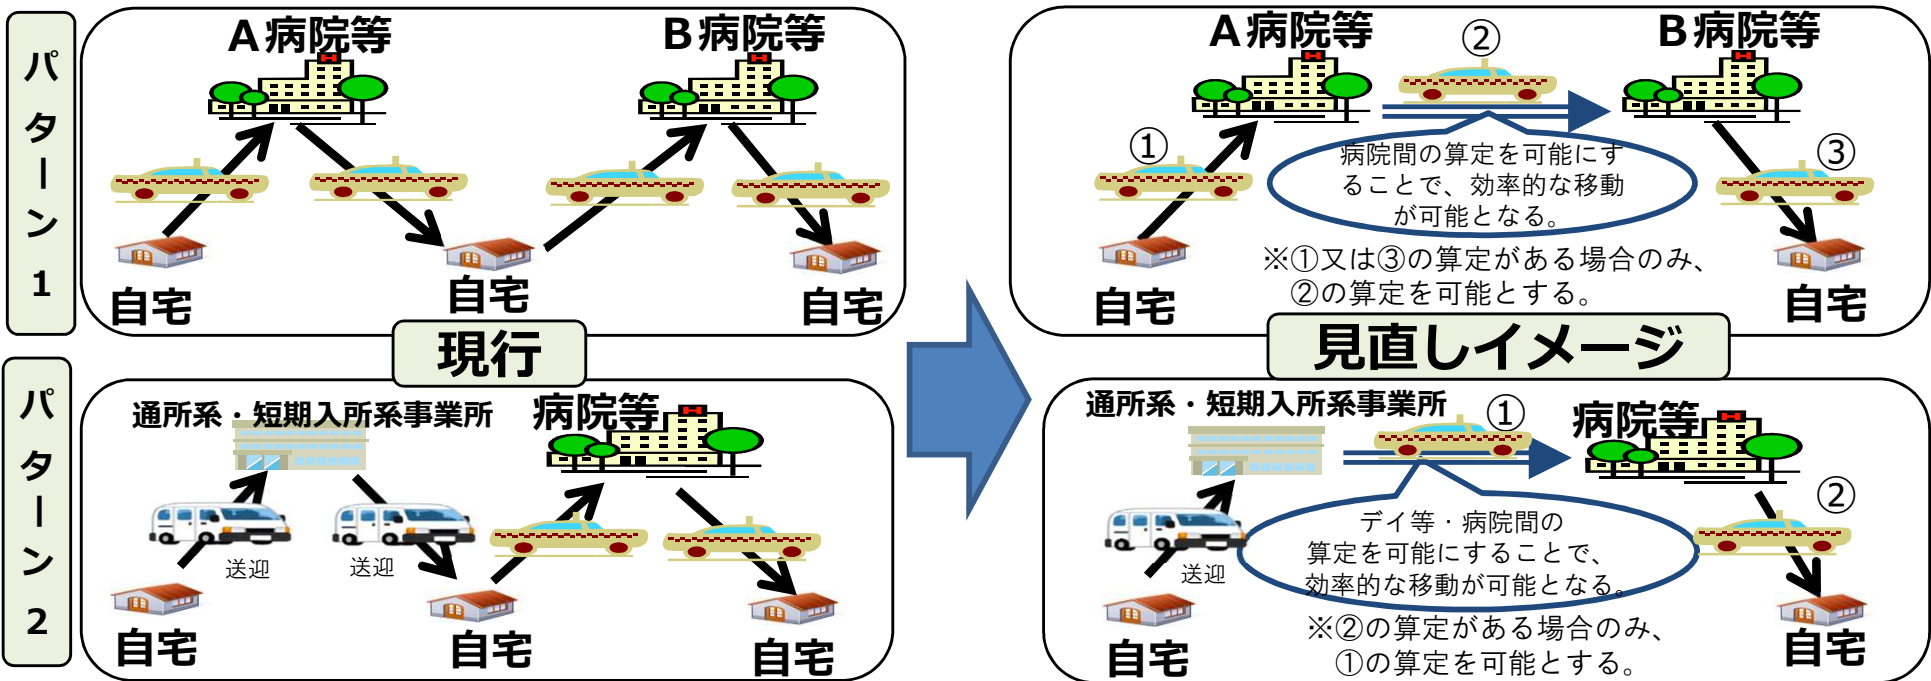 パターン1
A病院等
B病院等
自宅
自宅
自宅
現行
パターン2
通所系・短期入所系事業所
病院等
送迎
送迎
自宅
自宅
自宅
A病院等
②
B病院等
①
③
病院間の算定を可能にす
ることで、効率的な移動
が可能となる。
※①又は③の算定がある場合のみ、
②の算定を可能とする。
自宅
自宅
見直しイメージ
通所系・短期入所系事業所
①
病院等
②
デイ等・病院間の
算定を可能にすることで、
効率的な移動が可能となる。
送迎
※②の算定がある場合のみ、
①の算定を可能とする。
自宅
自宅